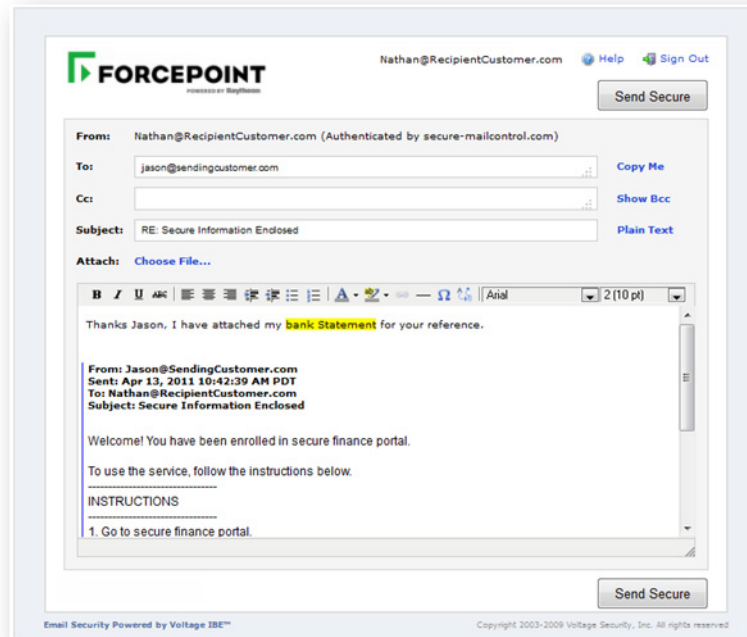 FORCEPOINT
POWERED BY Raytheon
Nathan@RecipientCustomer.com Help Sign Out
Send Secure
From: Nathan@RecipientCustomer.com (Authenticated by secure-mailcontrol.com)
To: jason@sendingcustomer.com Copy Me
Cc: Show Bcc
Subject: RE: Secure Information Enclosed Plain Text
Attach: Choose File...
B I U ABC A ab Ω Arial 2 (10 pt)
Thanks Jason, I have attached my bank Statement for your reference.
From: Jason@SendingCustomer.com
Sent: Apr 13, 2011 10:42:39 AM PDT
To: Nathan@RecipientCustomer.com
Subject: Secure Information Enclosed
Welcome! You have been enrolled in secure finance portal.
To use the service, follow the instructions below.
--------------------------------
INSTRUCTIONS
--------------------------------
1. Go to secure finance portal.
Send Secure
Email Security Powered by Voltage IBE™ Copyright 2003-2009 Voltage Security, Inc. All rights reserved